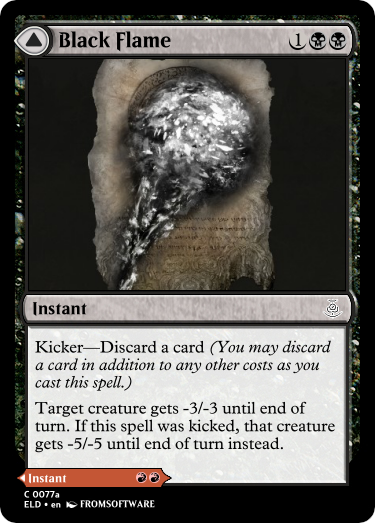 Black Flame 1
Instant
Kicker—Discard a card (You may discard
a card in addition to any other costs as you
cast this spell.)
Target creature gets -3/-3 until end of
turn. If this spell was kicked, that creature
gets -5/-5 until end of turn instead.
Instant
C 0077a
ELD • en FROMSOFTWARE